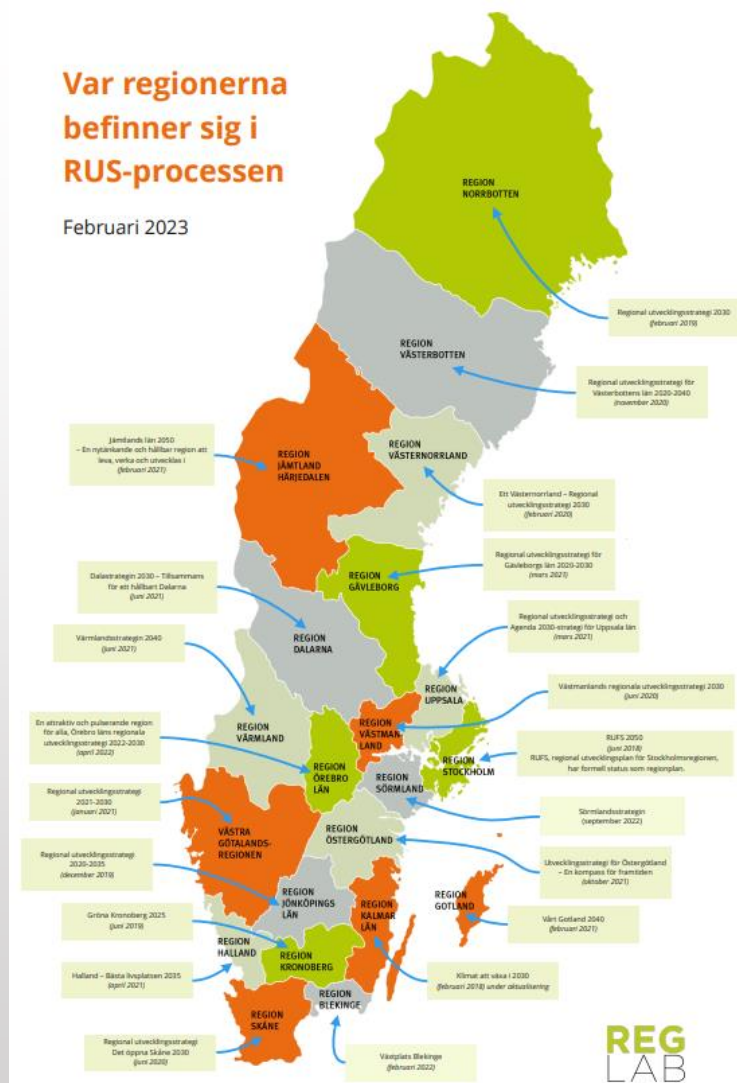 Var regionerna
befinner sig i
RUS-processen
Februari 2023
REGION
NORRBOTTEN
Regional utvecklingsstrategi 2030
(februari 2019)
REGION
VÄSTERBOTTEN
Regional utvecklingsstrategi för
Västerbottens län 2020-2040
(november 2020)
Jämtlands län 2050
– En nytänkande och hållbar region att
leva, verka och utvecklas i
(februari 2021)
REGION
JÄMTLAND
HÄRJEDALEN
REGION
VÄSTERNORRLAND
Ett Västernorrland – Regional
utvecklingsstrategi 2030
(februari 2020)
Dalastrategin 2030 – Tillsammans
för ett hållbart Dalarna
(juni 2021)
REGION
GÄVLEBORG
Regional utvecklingsstrategi för
Gävleborgs län 2020-2030
(mars 2021)
REGION
DALARNA
Regional utvecklingsstrategi och
Agenda 2030-strategi för Uppsala län
(mars 2021)
Värmlandsstrategin 2040
(juni 2021)
REGION
UPPSALA
Västmanlands regionala utvecklingsstrategi 2030
(juni 2020)
REGION
VÄRMLAND
REGION
VÄSTMAN-
LAND
En attraktiv och pulserande region
för alla, Örebro läns regionala
utvecklingsstrategi 2022-2030
(april 2022)
REGION
ÖREBRO
LÄN
REGION
STOCKHOLM
RUFS 2050
(juni 2018)
RUFS, regional utvecklingsplan för Stockholmsregionen,
har formell status som regionplan.
REGION
SÖRMLAND
Regional utvecklingsstrategi
2021-2030
(januari 2021)
VÄSTRA
GÖTALANDS-
REGIONEN
REGION
ÖSTERGÖTLAND
Sörmlandsstrategin
(september 2022)
Regional utvecklingsstrategi
2020-2035
(december 2019)
Utvecklingsstrategi för Östergötland
– En kompass för framtiden
(oktober 2021)
REGION
JÖNKÖPINGS
LÄN
REGION
KALMAR
LÄN
REGION
GOTLAND
Gröna Kronoberg 2025
(juni 2019)
Vårt Gotland 2040
(februari 2021)
REGION
HALLAND
REGION
KRONOBERG
Halland – Bästa livsplatsen 2035
(april 2021)
Klimat att växa i 2030
(februari 2018) under aktualisering
REGION
BLEKINGE
REGION
SKÅNE
Regional utvecklingsstrategi
Det öppna Skåne 2030
(juni 2020)
Växtplats Blekinge
(februari 2022)
REG
LAB